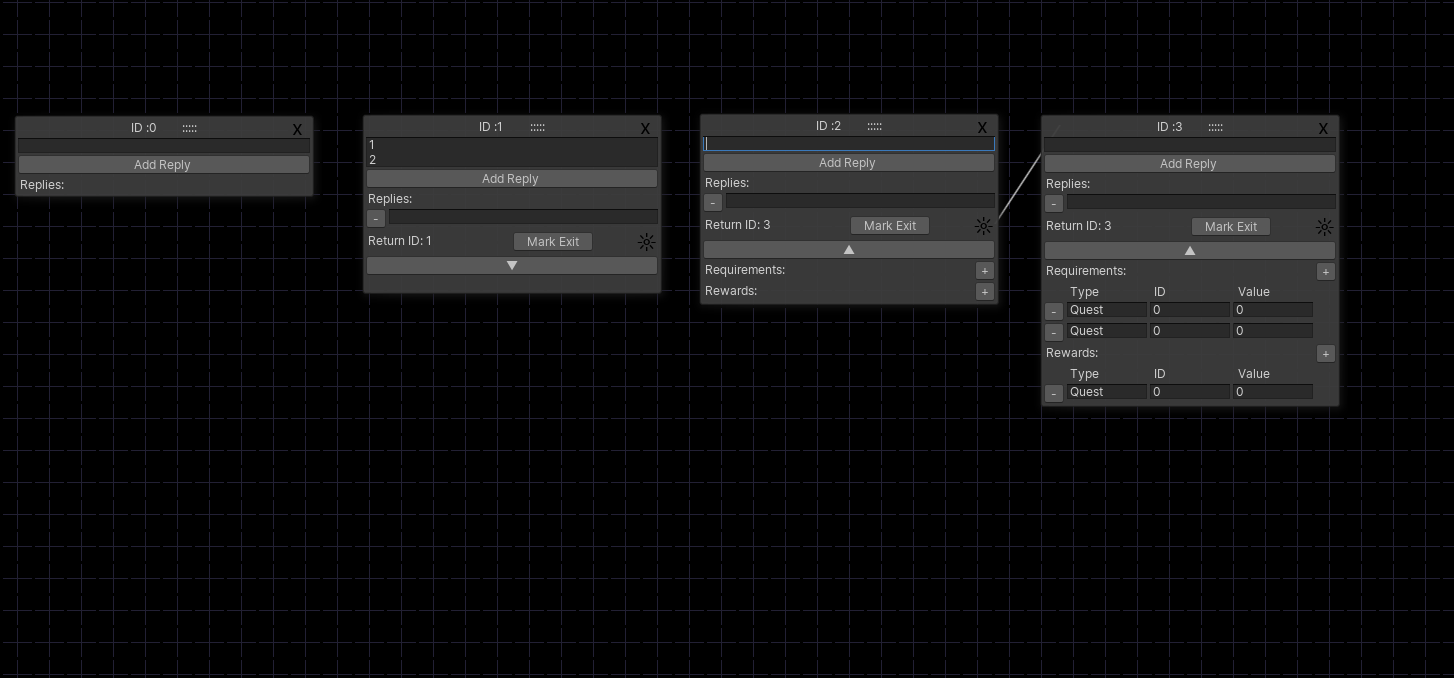 ID :0 ::::: X
Add Reply
Replies:
ID :1 ::::: X
1
2
Add Reply
Replies:
-
Return ID: 1 Mark Exit
▼
ID :2 ::::: X
Add Reply
Replies:
-
Return ID: 3 Mark Exit
▲
Requirements: +
Rewards: +
ID :3 ::::: X
Add Reply
Replies:
-
Return ID: 3 Mark Exit
▲
Requirements: +
Type ID Value
- Quest 0 0
- Quest 0 0
Rewards: +
Type ID Value
- Quest 0 0